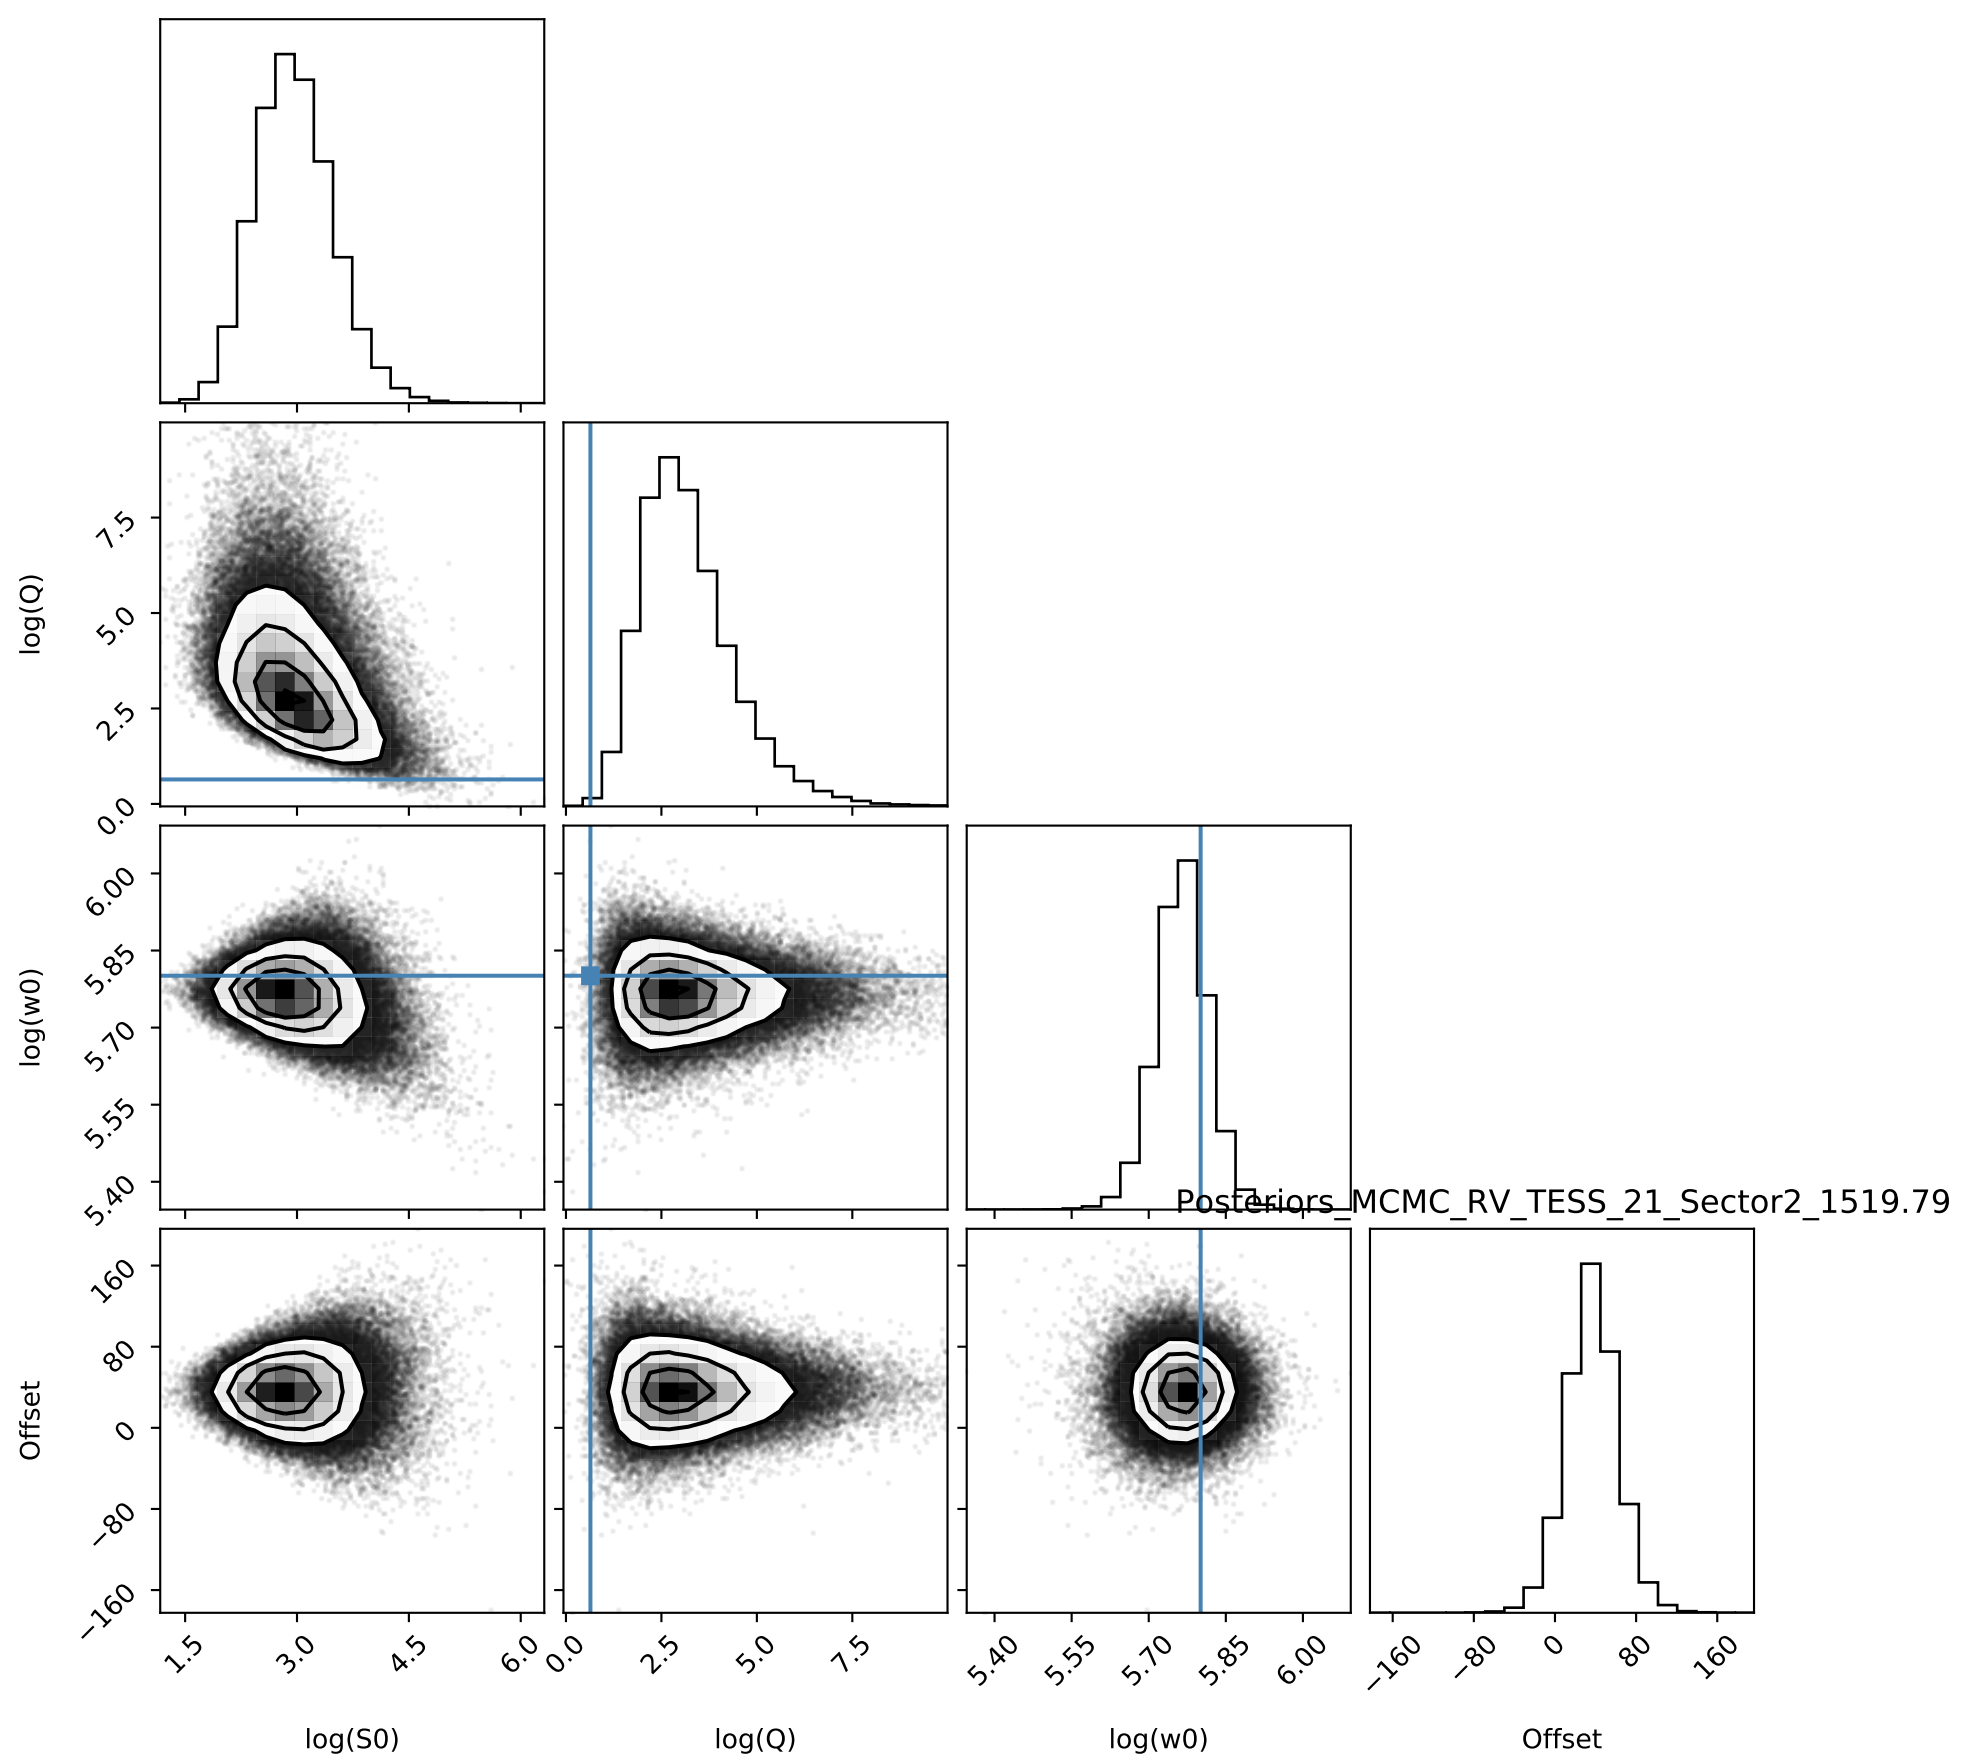 log(Q)
7.5
5.0
2.5
0.0
log(w0)
6.00
5.85
5.70
5.55
5.40
Posteriors_MCMC_RV_TESS_21_Sector2_1519.79
Offset
160
80
0
−80
−160
1.5 3.0 4.5 6.0 0.0 2.5 5.0 7.5 5.40 5.55 5.70 5.85 6.00 −160 −80 0 80 160
log(S0) log(Q) log(w0) Offset